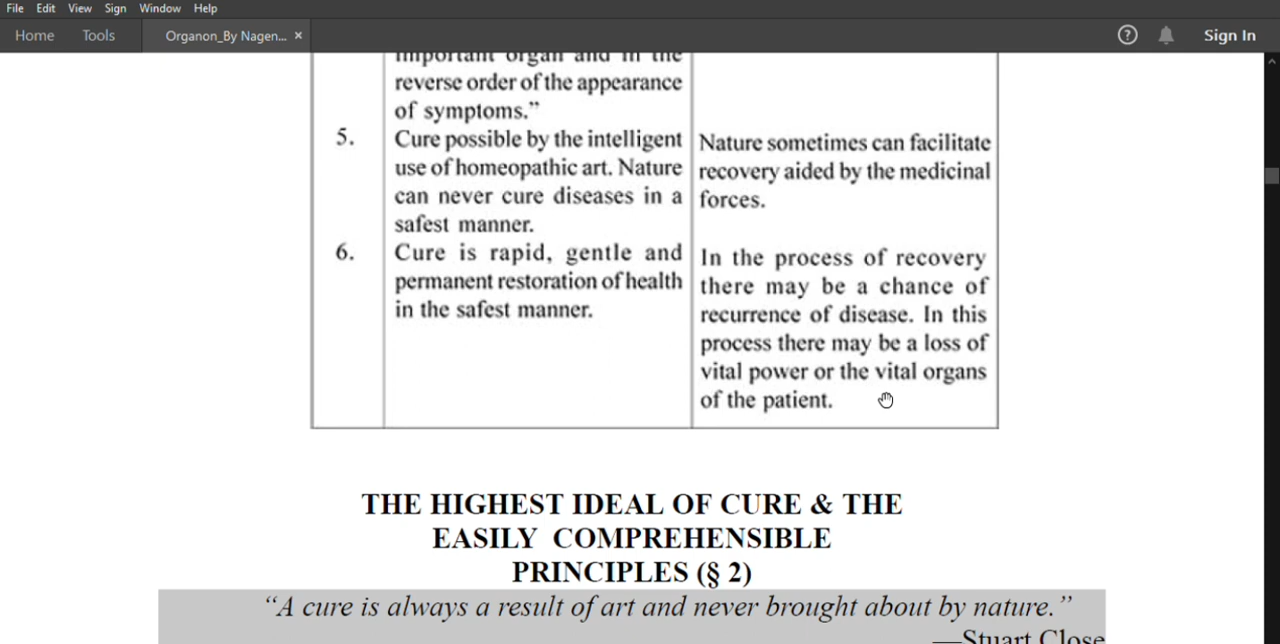 File Edit View Sign Window Help
Home Tools Organon_By Nagen... × Sign In
important organ and in the
reverse order of the appearance
of symptoms.”
5. Cure possible by the intelligent
use of homeopathic art. Nature
can never cure diseases in a
safest manner.
Nature sometimes can facilitate
recovery aided by the medicinal
forces.
6. Cure is rapid, gentle and
permanent restoration of health
in the safest manner.
In the process of recovery
there may be a chance of
recurrence of disease. In this
process there may be a loss of
vital power or the vital organs
of the patient.
THE HIGHEST IDEAL OF CURE & THE
EASILY COMPREHENSIBLE
PRINCIPLES (§ 2)
“A cure is always a result of art and never brought about by nature.”
—Stuart Close